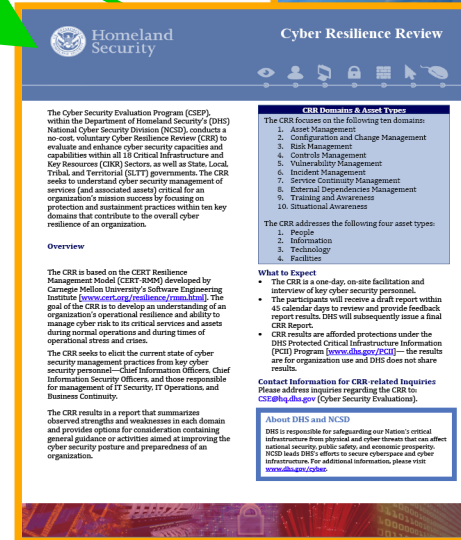 Homeland
Security
Cyber Resilience Review
The Cyber Security Evaluation Program (CSEP),
within the Department of Homeland Security's (DHS)
National Cyber Security Division (NCSD), conducts a
no-cost, voluntary Cyber Resilience Review (CRR) to
evaluate and enhance cyber security capacities and
capabilities within all 18 Critical Infrastructure and
Key Resources (CIKR) Sectors, as well as State, Local,
Tribal, and Territorial (SLTT) governments. The CRR
seeks to understand cyber security management of
services (and associated assets) critical for an
organization's mission success by focusing on
protection and sustainment practices within ten key
domains that contribute to the overall cyber
resilience of an organization.
Overview
The CRR is based on the CERT Resilience
Management Model (CERT-RMM) developed by
Carnegie Mellon University's Software Engineering
Institute [www.cert.org/resilience/rmm.html]. The
goal of the CRR is to develop an understanding of an
organization's operational resilience and ability to
manage cyber risk to its critical services and assets
during normal operations and during times of
operational stress and crises.
The CRR seeks to elicit the current state of cyber
security management practices from key cyber
security personnel—Chief Information Officers, Chief
Information Security Officers, and those responsible
for management of IT Security, IT Operations, and
Business Continuity.
The CRR results in a report that summarizes
observed strengths and weaknesses in each domain
and provides options for consideration containing
general guidance or activities aimed at improving the
cyber security posture and preparedness of an
organization.
CRR Domains & Asset Types
The CRR focuses on the following ten domains:
1. Asset Management
2. Configuration and Change Management
3. Risk Management
4. Controls Management
5. Vulnerability Management
6. Incident Management
7. Service Continuity Management
8. External Dependencies Management
9. Training and Awareness
10. Situational Awareness
The CRR addresses the following four asset types:
1. People
2. Information
3. Technology
4. Facilities
What to Expect
• The CRR is a one-day, on-site facilitation and
interview of key cyber security personnel.
• The participants will receive a draft report within
45 calendar days to review and provide feedback
report results. DHS will subsequently issue a final
CRR Report.
• CRR results are afforded protections under the
DHS Protected Critical Infrastructure Information
(PCII) Program [www.dhs.gov/PCII]— the results
are for organization use and DHS does not share
results.
Contact Information for CRR-related Inquiries
Please address inquiries regarding the CRR to:
CSE@hq.dhs.gov (Cyber Security Evaluations).
About DHS and NCSD
DHS is responsible for safeguarding our Nation's critical
infrastructure from physical and cyber threats that can affect
national security, public safety, and economic prosperity.
NCSD leads DHS's efforts to secure cyberspace and cyber
infrastructure. For additional information, please visit
www.dhs.gov/cyber.